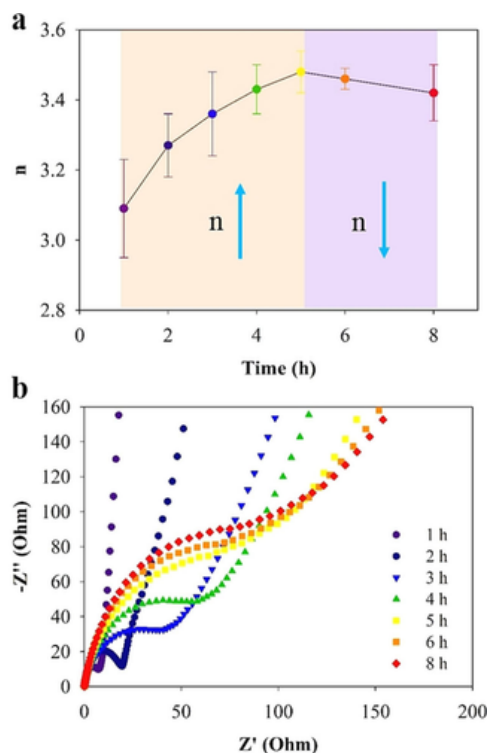 a
3.6
3.4
3.2
3.0
2.8
n
n
n
0 2 4 6 8
Time (h)
b
160
140
120
100
80
60
40
20
0
-Z'' (Ohm)
1 h
2 h
3 h
4 h
5 h
6 h
8 h
0 50 100 150 200
Z' (Ohm)